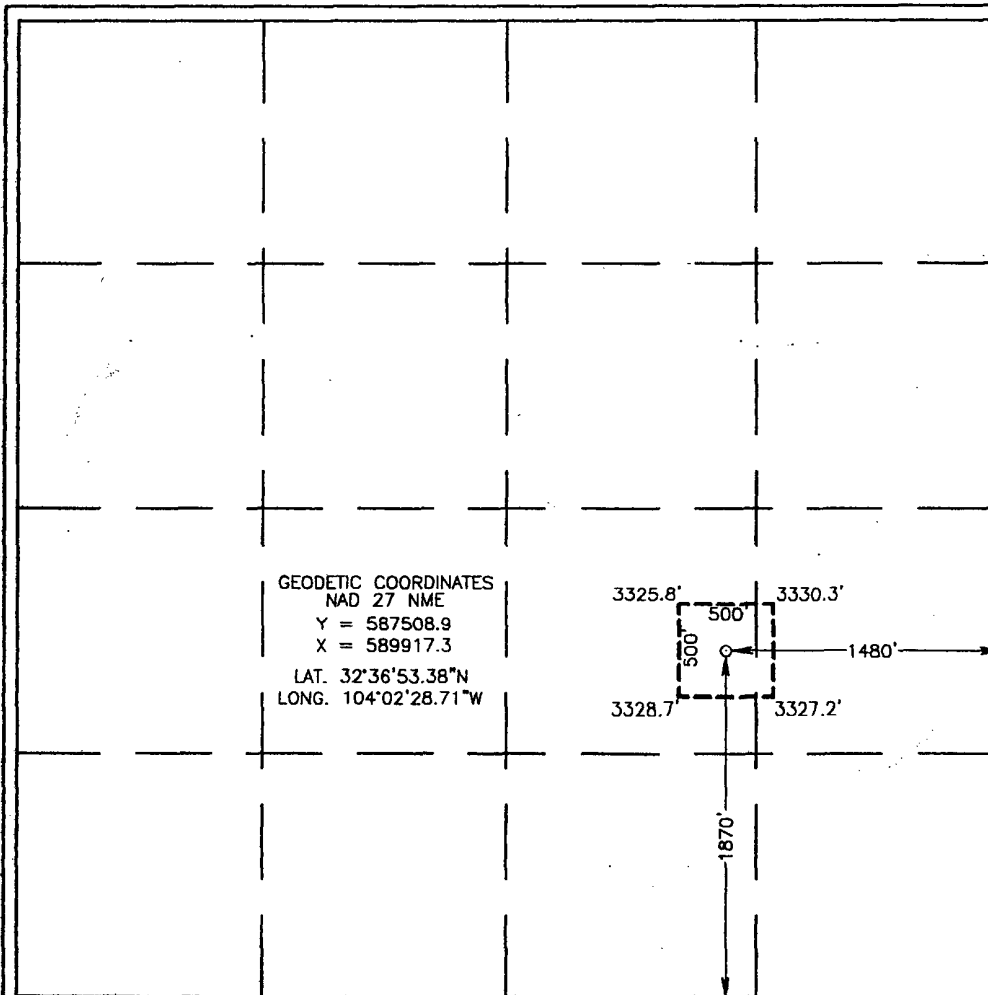 GEODETIC COORDINATES
NAD 27 NME
Y = 587508.9
X = 589917.3
LAT. 32°36'53.38"N
LONG. 104°02'28.71"W
3325.8' 3330.3'
500'
500'
1480'
3328.7' 3327.2'
1870'